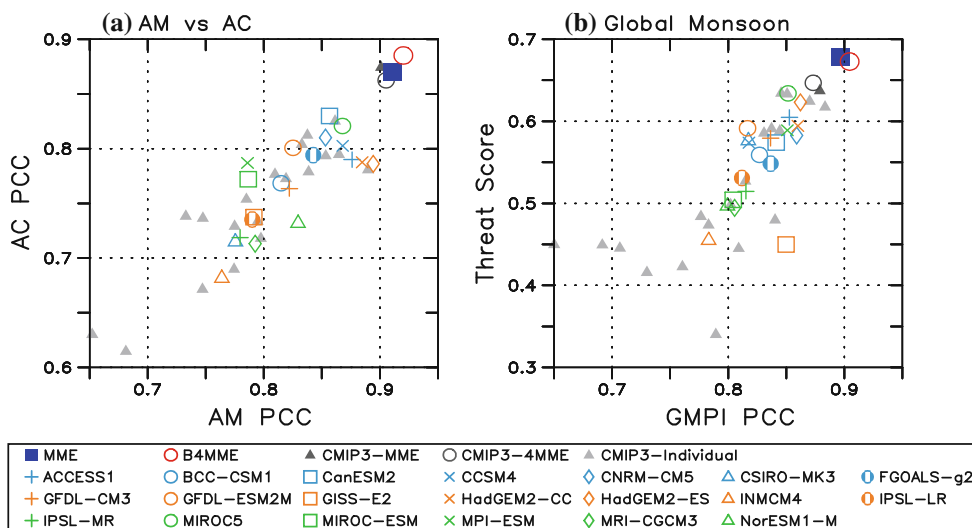 (a) AM vs AC
(b) Global Monsoon
AC PCC
0.9
0.8
0.7
0.6
0.7 0.8 0.9
AM PCC
Threat Score
0.7
0.6
0.5
0.4
0.3
0.7 0.8 0.9
GMPI PCC
MME B4MME CMIP3-MME CMIP3-4MME CMIP3-Individual
ACCESS1 BCC-CSM1 CanESM2 CCSM4 CNRM-CM5 CSIRO-MK3 FGOALS-g2
GFDL-CM3 GFDL-ESM2M GISS-E2 HadGEM2-CC HadGEM2-ES INMCM4 IPSL-LR
IPSL-MR MIROC5 MIROC-ESM MPI-ESM MRI-CGCM3 NorESM1-M